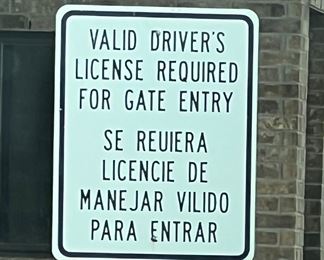 VALID DRIVER'S
LICENSE REQUIRED
FOR GATE ENTRY
SE REUIERA
LICENCIE DE
MANEJAR VILIDO
PARA ENTRAR